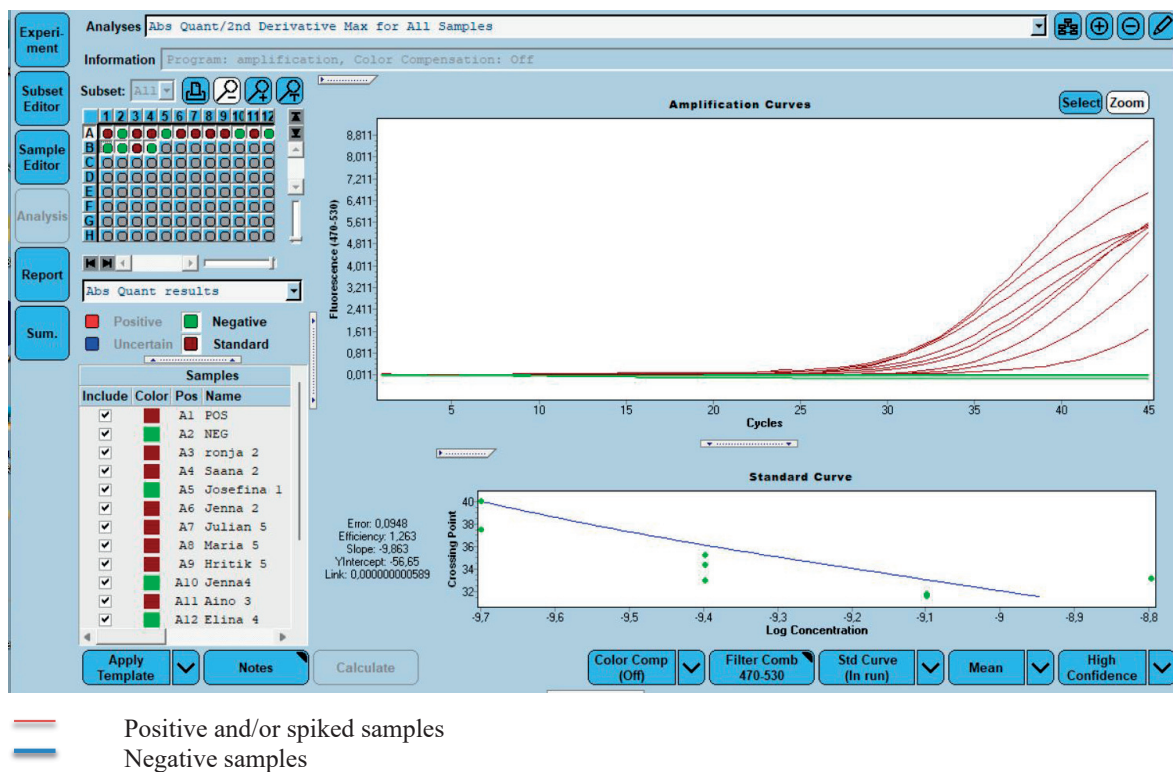 Experi-
ment
Subset
Editor
Sample
Editor
Analysis
Report
Sum.
Analyses Abs Quant/2nd Derivative Max for All Samples
Information Program: amplification, Color Compensation: Off
Subset: All
1 2 3 4 5 6 7 8 9 10 11 12
A
B
C
D
E
F
G
H
Abs Quant results
Positive Negative
Uncertain Standard
Samples
Include Color Pos Name
A1 POS
A2 NEG
A3 ronja 2
A4 Saana 2
A5 Josefina 1
A6 Jenna 2
A7 Julian 5
A8 Maria 5
A9 Hritik 5
A10 Jenna4
A11 Aino 3
A12 Elina 4
Amplification Curves
Select Zoom
Fluorescence (470-530)
8,811
8,011
7,211
6,411
5,611
4,811
4,011
3,211
2,411
1,611
0,811
0,011
5 10 15 20 25 30 35 40 45
Cycles
Standard Curve
Error: 0,0948
Efficiency: 1,263
Slope: -9,863
YIntercept: -56,65
Link: 0,000000000589
Crossing Point
40
38
36
34
32
-9,7 -9,6 -9,5 -9,4 -9,3 -9,2 -9,1 -9 -8,9 -8,8
Log Concentration
Apply
Template
Notes
Calculate
Color Comp
(Off)
Filter Comb
470-530
Std Curve
(In run)
Mean
High
Confidence
Positive and/or spiked samples
Negative samples